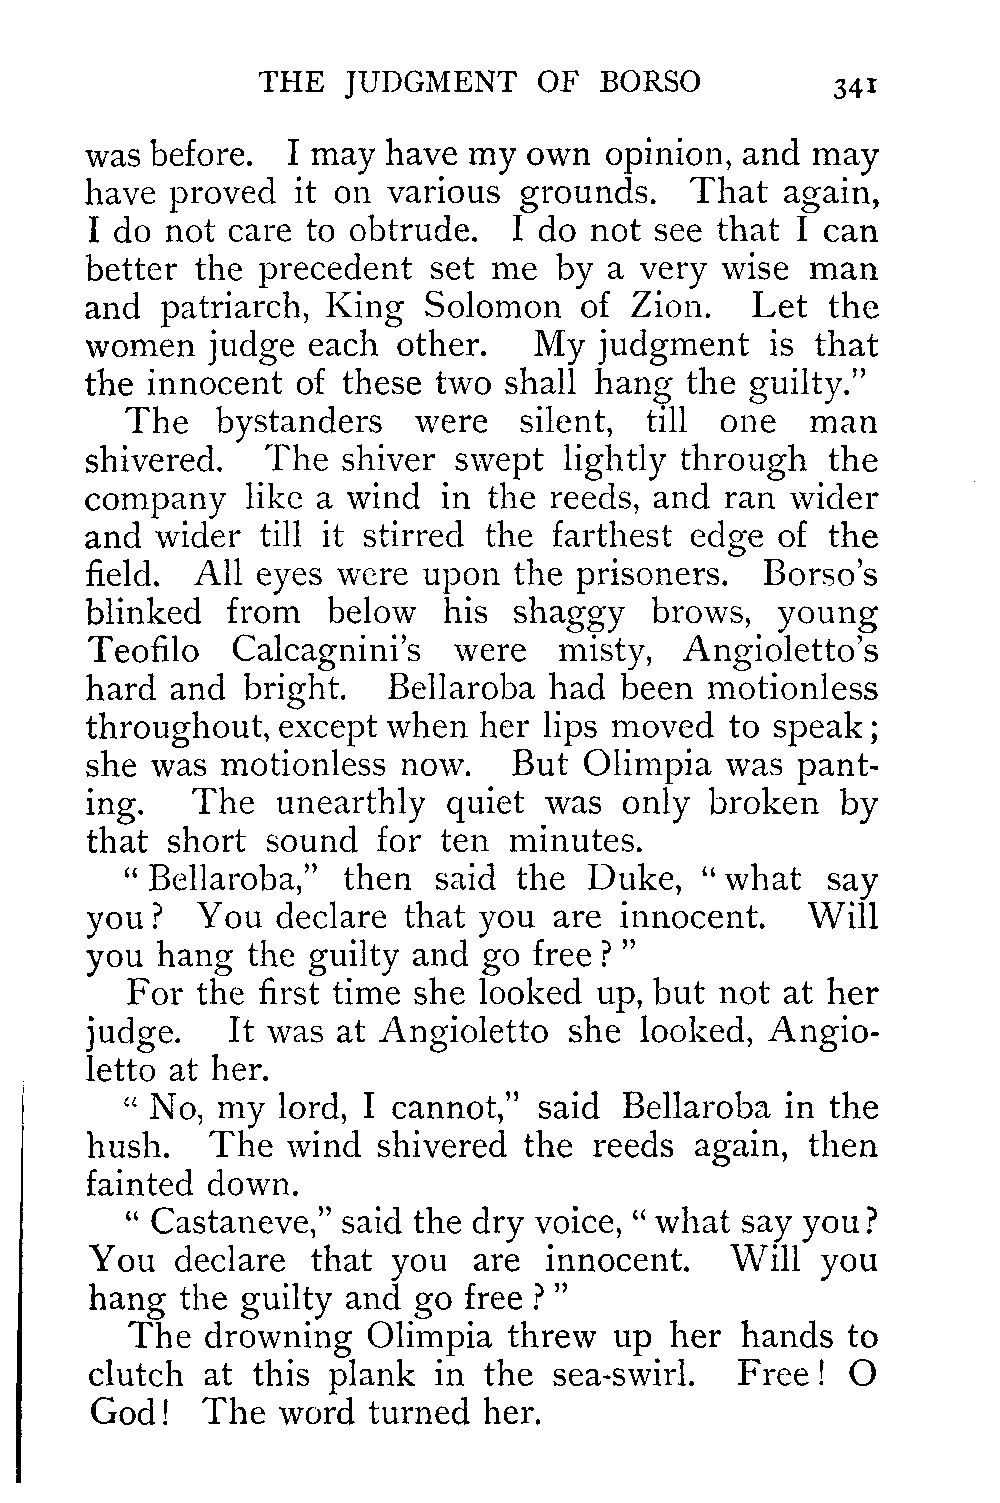 THE JUDGMENT OF BORSO 341
was before. I may have my own opinion, and may
have proved it on various grounds. That again,
I do not care to obtrude. I do not see that I can
better the precedent set me by a very wise man
and patriarch, King Solomon of Zion. Let the
women judge each other. My judgment is that
the innocent of these two shall hang the guilty.”
The bystanders were silent, till one man
shivered. The shiver swept lightly through the
company like a wind in the reeds, and ran wider
and wider till it stirred the farthest edge of the
field. All eyes were upon the prisoners. Borso’s
blinked from below his shaggy brows, young
Teofilo Calcagnini’s were misty, Angioletto’s
hard and bright. Bellaroba had been motionless
throughout, except when her lips moved to speak;
she was motionless now. But Olimpia was pant-
ing. The unearthly quiet was only broken by
that short sound for ten minutes.
“Bellaroba,” then said the Duke, “what say
you? You declare that you are innocent. Will
you hang the guilty and go free?”
For the first time she looked up, but not at her
judge. It was at Angioletto she looked, Angio-
letto at her.
“No, my lord, I cannot,” said Bellaroba in the
hush. The wind shivered the reeds again, then
fainted down.
“Castaneve,” said the dry voice, “what say you?
You declare that you are innocent. Will you
hang the guilty and go free?”
The drowning Olimpia threw up her hands to
clutch at this plank in the sea-swirl. Free! O
God! The word turned her.